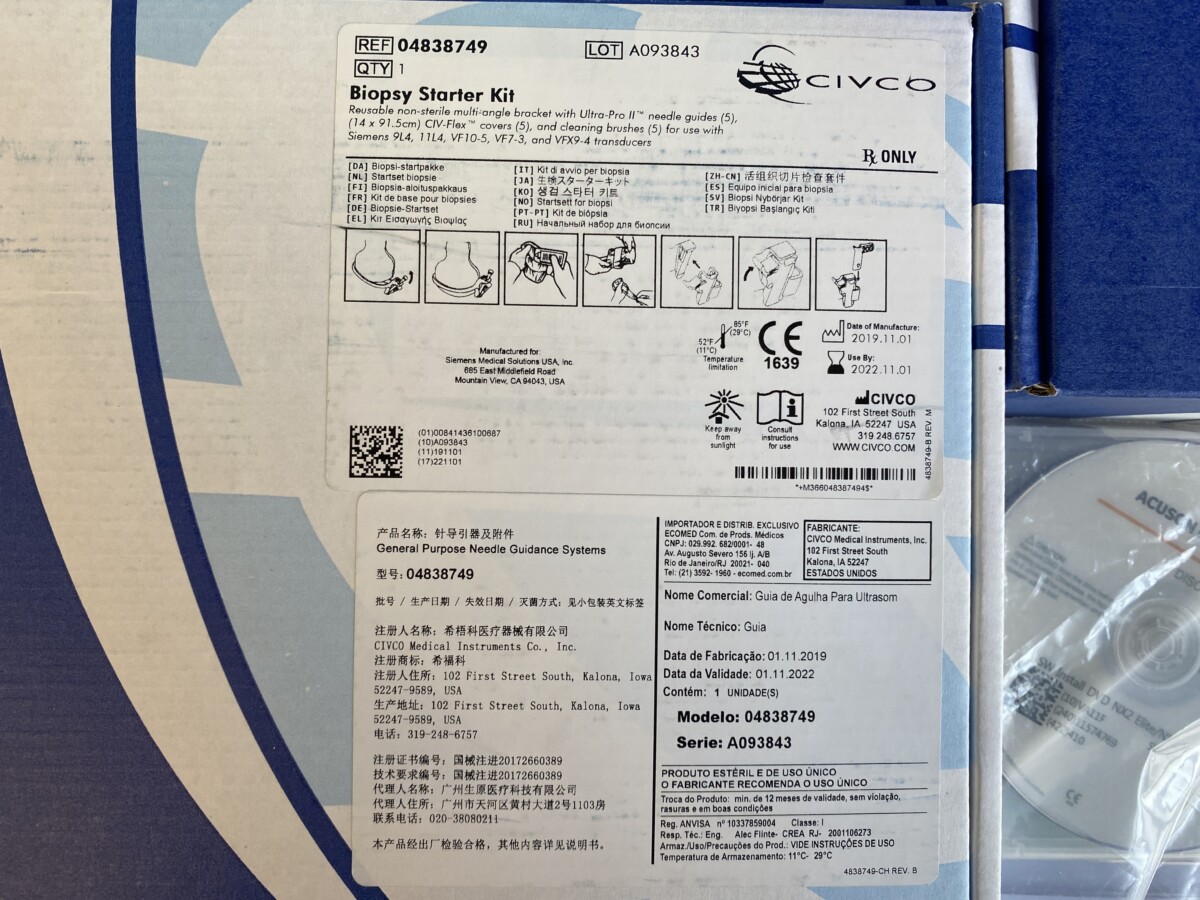 REF 04838749
LOT A093843
QTY 1
CIVCO
Biopsy Starter Kit
Reusable non-sterile multi-angle bracket with Ultra-Pro II™ needle guides (5),
(14 x 91.5cm) CIV-Flex™ covers (5), and cleaning brushes (5) for use with
Siemens 9L4, 11L4, VF10-5, VF7-3, and VFX9-4 transducers
Rx ONLY
[DA] Biopsi-startpakke
[NL] Startset biopsie
[FI] Biopsia-aloituspakkaus
[FR] Kit de base pour biopsies
[DE] Biopsie-Startset
[EL] Κιτ Εισαγωγής Βιοψίας
[IT] Kit di avvio per biopsia
[JA] 生検スターターキット
[KO] 생검 스타터 키트
[NO] Startsett for biopsi
[PT-PT] Kit de biópsia
[RU] Начальный набор для биопсии
[ZH-CN] 活组织切片检查套件
[ES] Equipo inicial para biopsia
[SV] Biopsi Nybörjar Kit
[TR] Biyopsi Başlangıç Kiti
Manufactured for:
Siemens Medical Solutions USA, Inc.
685 East Middlefield Road
Mountain View, CA 94043, USA
85°F
(29°C)
52°F
(11°C)
Temperature
limitation
CE
1639
Date of Manufacture:
2019.11.01
Use By:
2022.11.01
Keep away
from
sunlight
Consult
instructions
for use
CIVCO
102 First Street South
Kalona, IA 52247 USA
319.248.6757
WWW.CIVCO.COM
4838749-B REV. M
(01)00841436100687
(10)A093843
(11)191101
(17)221101
*+M366048387494$*
产品名称：针导引器及附件
General Purpose Needle Guidance Systems
型号：04838749
批号 / 生产日期 / 失效日期 / 灭菌方式：见小包装英文标签
注册人名称：希梧科医疗器械有限公司
CIVCO Medical Instruments Co., Inc.
注册商标：希福科
注册人住所：102 First Street South, Kalona, Iowa
52247-9589, USA
生产地址：102 First Street South, Kalona, Iowa
52247-9589, USA
电话：319-248-6757
注册证书编号：国械注进20172660389
技术要求编号：国械注进20172660389
代理人名称：广州生原医疗科技有限公司
代理人住所：广州市天河区黄村大道2号1103房
联系电话：020-38080211
本产品经出厂检验合格，其他内容详见说明书。
IMPORTADOR E DISTRIB. EXCLUSIVO
ECOMED Com. de Prods. Médicos
CNPJ: 029.992. 682/0001- 48
Av. Augusto Severo 156 lj. A/B
Rio de Janeiro/RJ 20021- 040
Tel: (21) 3592- 1960 - ecomed.com.br
FABRICANTE:
CIVCO Medical Instruments, Inc.
102 First Street South
Kalona, IA 52247
ESTADOS UNIDOS
Nome Comercial: Guia de Agulha Para Ultrasom
Nome Técnico: Guia
Data de Fabricação: 01.11.2019
Data da Validade: 01.11.2022
Contém: 1 UNIDADE(S)
Modelo: 04838749
Serie: A093843
PRODUTO ESTÉRIL E DE USO ÚNICO
O FABRICANTE RECOMENDA O USO ÚNICO
Troca do Produto: min. de 12 meses de validade, sem violação,
rasuras e em boas condições
Reg. ANVISA nº 10337859004 Classe: I
Resp. Téc.: Eng. Alec Flinte- CREA RJ- 2001106273
Armaz./Uso/Precauções do Prod.: VIDE INSTRUÇÕES DE USO
Temperatura de Armazenamento: 11°C- 29°C
4838749-CH REV. B
ACUSO
SW Install DVD NX2 Elite/
CE